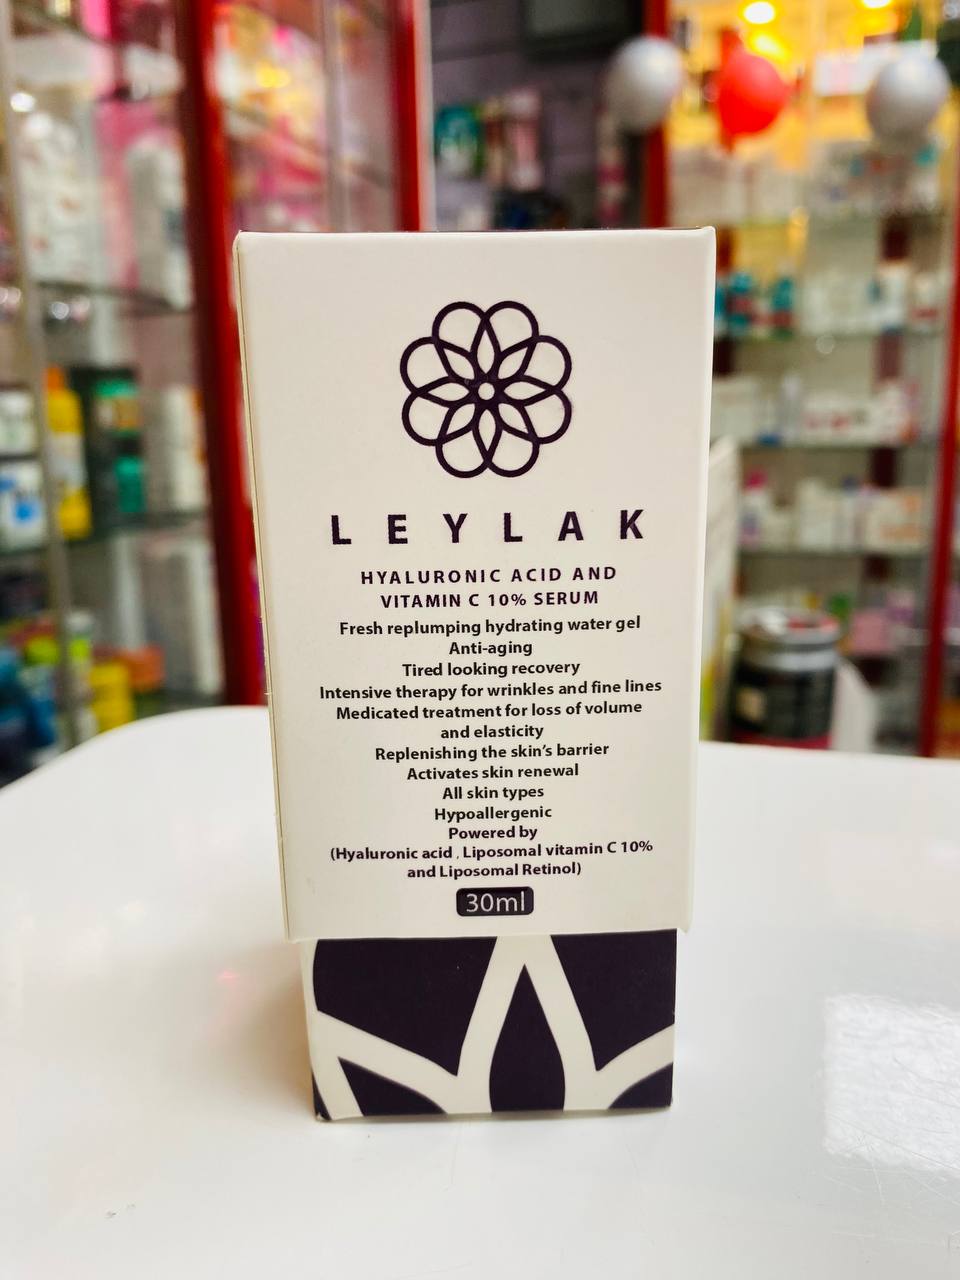 LEYLAK
HYALURONIC ACID AND
VITAMIN C 10% SERUM
Fresh replumping hydrating water gel
Anti-aging
Tired looking recovery
Intensive therapy for wrinkles and fine lines
Medicated treatment for loss of volume
and elasticity
Replenishing the skin's barrier
Activates skin renewal
All skin types
Hypoallergenic
Powered by
(Hyaluronic acid , Liposomal vitamin C 10%
and Liposomal Retinol)
30ml